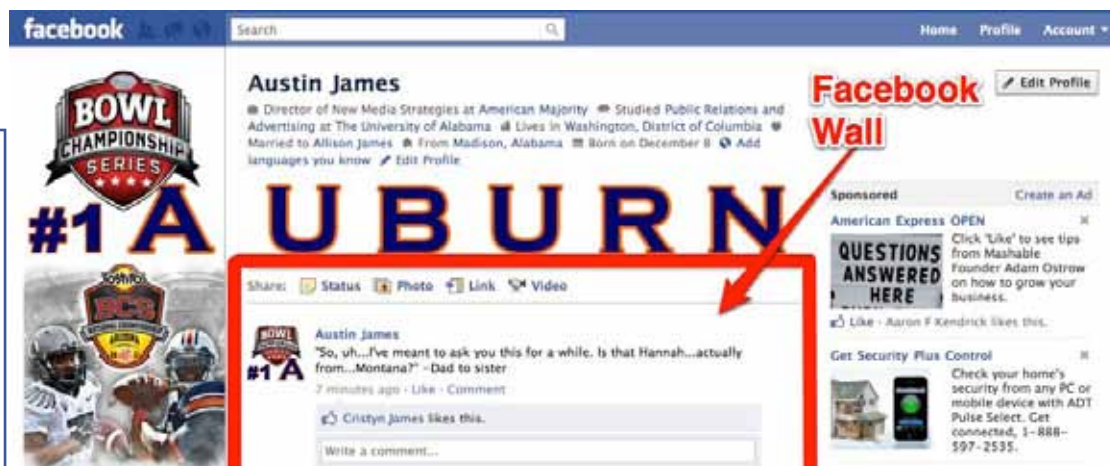 facebook
Search
Home Profile Account
Austin James
Director of New Media Strategies at American Majority Studied Public Relations and
Advertising at The University of Alabama Lives in Washington, District of Columbia
Married to Allison James From Madison, Alabama Born on December 8 Add
languages you know Edit Profile
Facebook
Wall
Edit Profile
BOWL
CHAMPIONSHIP
SERIES
#1 A U B U R N
BCS
NATIONAL CHAMPIONSHIP
ARIZONA
Share: Status Photo Link Video
BOWL
#1 A
Austin James
"So, uh...I've meant to ask you this for a while. Is that Hannah...actually
from...Montana?" -Dad to sister
7 minutes ago · Like · Comment
Cristyn James likes this.
Write a comment...
Sponsored Create an Ad
American Express OPEN
QUESTIONS
ANSWERED
HERE
Click "Like" to see tips
from Mashable
Founder Adam Ostrow
on how to grow your
business.
Like · Aaron F Kendrick likes this.
Get Security Plus Control
Check your home's
security from any PC or
mobile device with ADT
Pulse Select. Get
connected, 1-888-
597-2535.